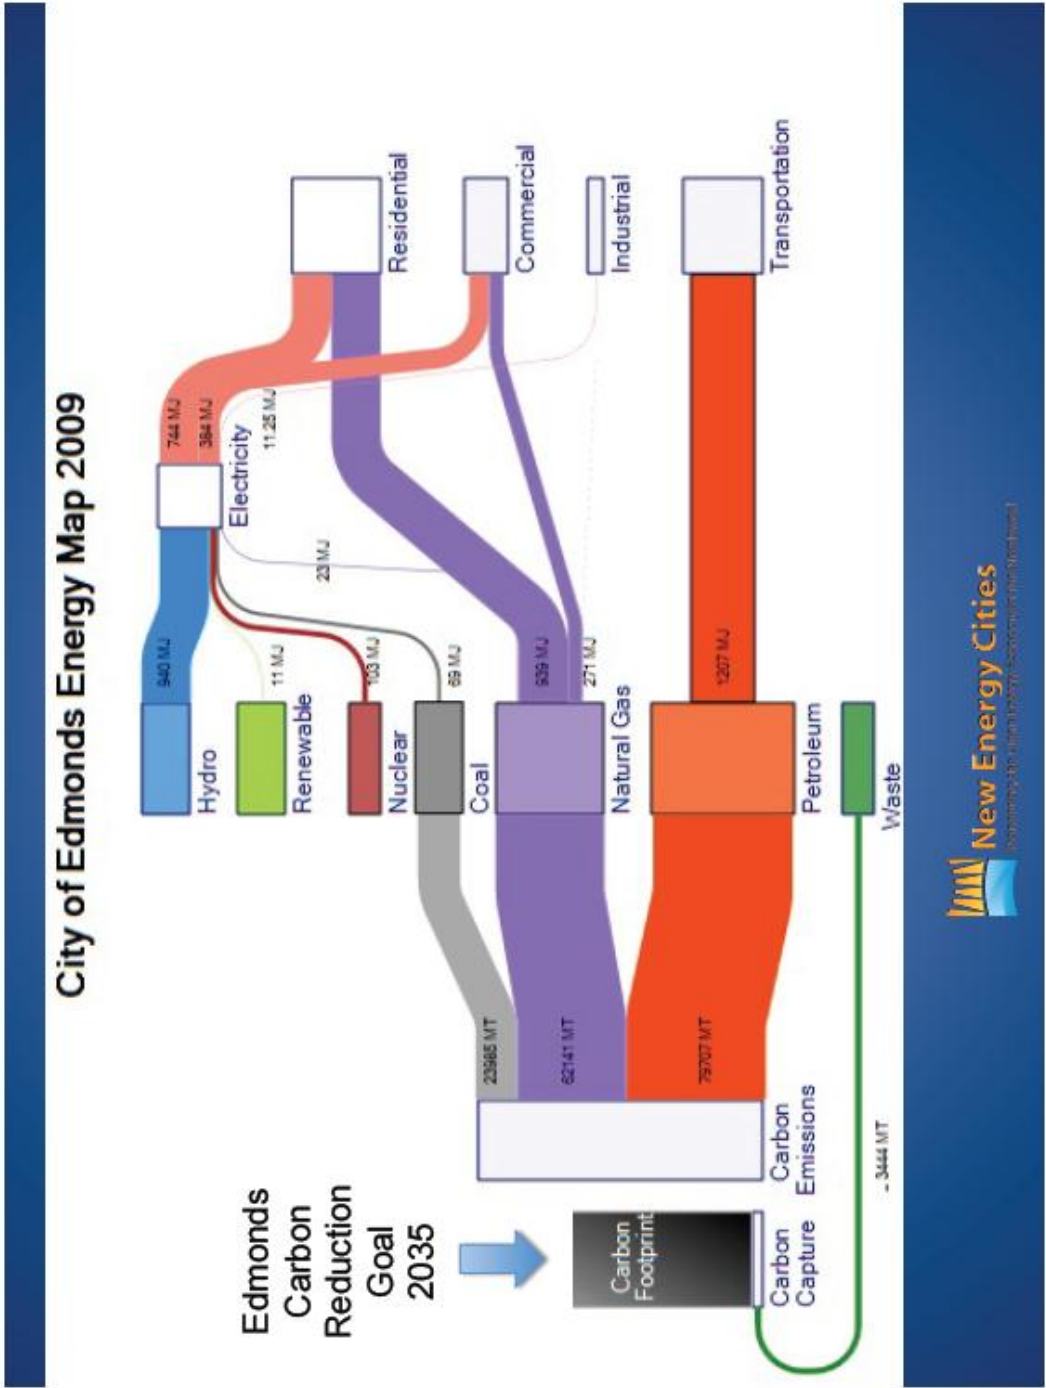 City of Edmonds Energy Map 2009
Edmonds
Carbon
Reduction
Goal
2035
Carbon
Footprint
Carbon
Capture
Carbon
Emissions
- 3444 MT
23985 MT
62141 MT
79707 MT
Hydro
Renewable
Nuclear
Coal
Natural Gas
Petroleum
Waste
940 MJ
11 MJ
103 MJ
69 MJ
939 MJ
271 MJ
1207 MJ
23 MJ
Electricity
744 MJ
384 MJ
11.25 MJ
Residential
Commercial
Industrial
Transportation
New Energy Cities